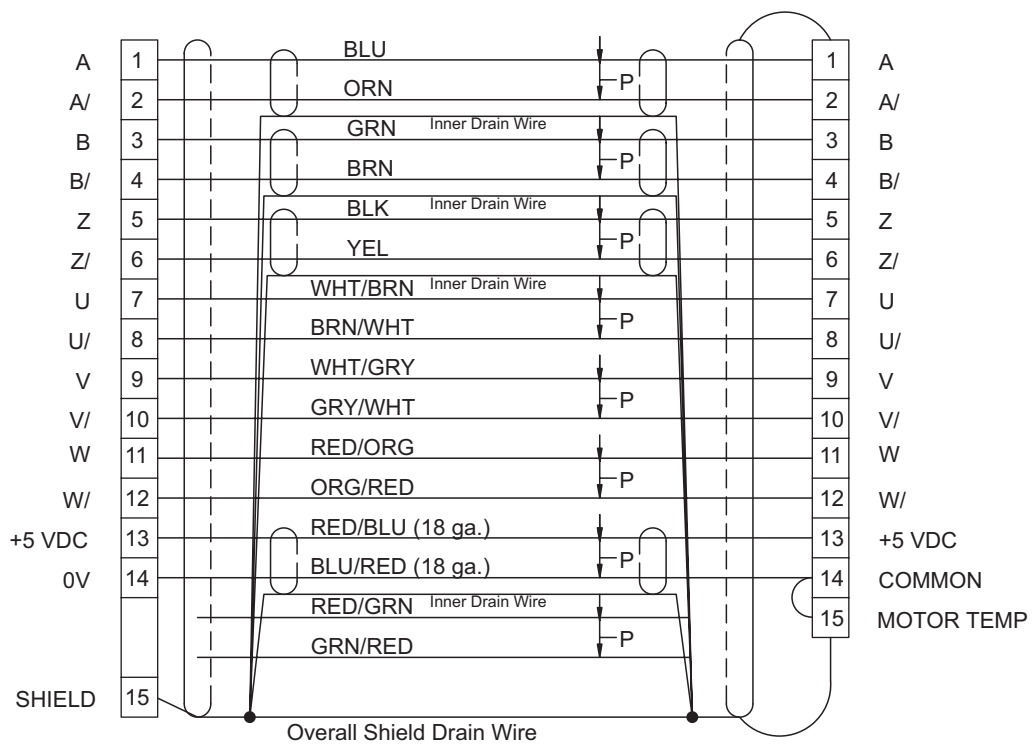 A 1 BLU 1 A
P
A/ 2 ORN 2 A/
B 3 GRN Inner Drain Wire 3 B
P
B/ 4 BRN 4 B/
Z 5 BLK Inner Drain Wire 5 Z
P
Z/ 6 YEL 6 Z/
U 7 WHT/BRN Inner Drain Wire 7 U
P
U/ 8 BRN/WHT 8 U/
V 9 WHT/GRY 9 V
P
V/ 10 GRY/WHT 10 V/
W 11 RED/ORG 11 W
P
W/ 12 ORG/RED 12 W/
+5 VDC 13 RED/BLU (18 ga.) 13 +5 VDC
P
0V 14 BLU/RED (18 ga.) 14 COMMON
RED/GRN Inner Drain Wire 15 MOTOR TEMP
P
GRN/RED
SHIELD 15
Overall Shield Drain Wire